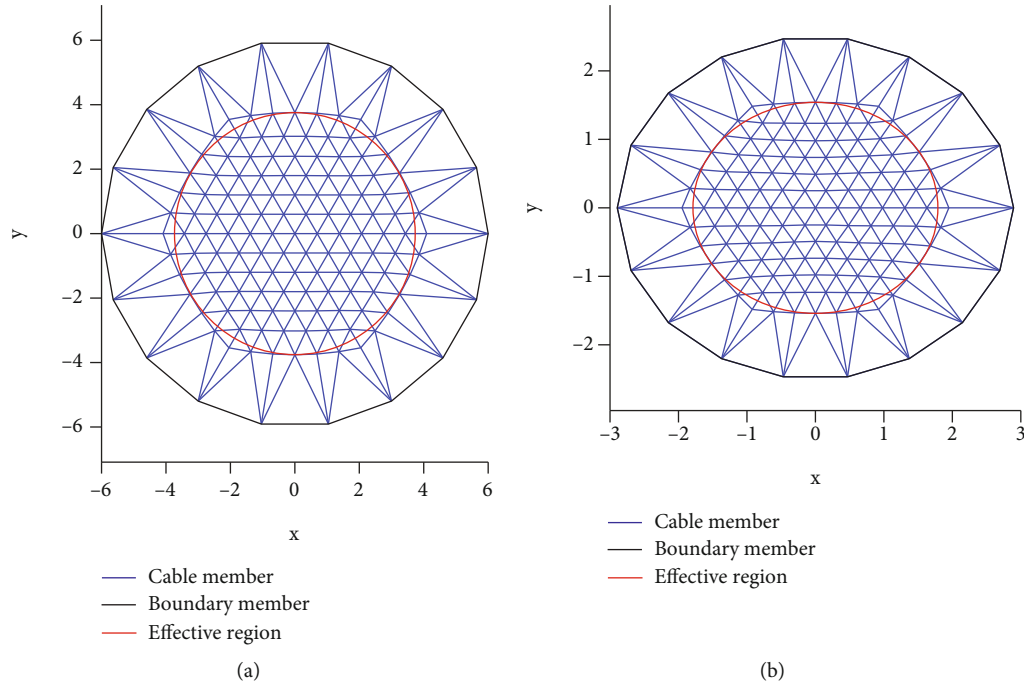 6
4
2
0
−2
−4
−6
y
−6 −4 −2 0 2 4 6
x
Cable member
Boundary member
Effective region
(a)
2
1
0
−1
−2
y
−3 −2 −1 0 1 2 3
x
Cable member
Boundary member
Effective region
(b)